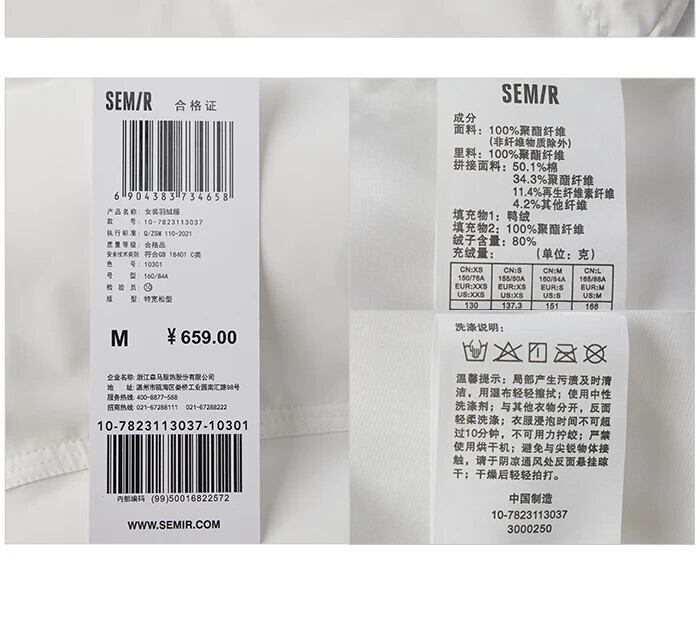 SEMIR 合格证
6 904383 734658
产品名称: 女装羽绒服
款 号: 10-7823113037
执行标准: Q/ZSM 110-2021
质量等级: 合格品
安全技术类别: 符合GB 18401 C类
色 号: 10301
号 型: 160/84A
检 验 员: 10
版 型: 特宽松型
M ¥ 659.00
企业名称: 浙江森马服饰股份有限公司
地 址: 温州市瓯海区娄桥工业园南汇路98号
服务热线: 400-8877-588
招商热线: 021-67288111 021-67288222
10-7823113037-10301
内部编码 (99)50016822572
WWW.SEMIR.COM
SEMIR
成分
面料: 100%聚酯纤维
(非纤维物质除外)
里料: 100%聚酯纤维
拼接面料: 50.1%棉
34.3%聚酯纤维
11.4%再生纤维素纤维
4.2%其他纤维
填充物1: 鸭绒
填充物2: 100%聚酯纤维
绒子含量: 80%
充绒量: (单位: 克)
CN:XS CN:S CN:M CN:L
150/76A 155/80A 160/84A 165/88A
EUR:XXS EUR:XS EUR:S EUR:M
US:XXS US:XS US:S US:M
130 137.3 151 166
洗涤说明:
温馨提示: 局部产生污渍及时清
洁, 用湿布轻轻擦拭; 使用中性
洗涤剂; 与其他衣物分开, 反面
轻柔洗涤; 衣服浸泡时间不可超
过10分钟, 不可用力拧绞; 严禁
使用烘干机; 避免与尖锐物体接
触, 请于阴凉通风处反面悬挂晾
干; 干燥后轻轻拍打。
中国制造
10-7823113037
3000250